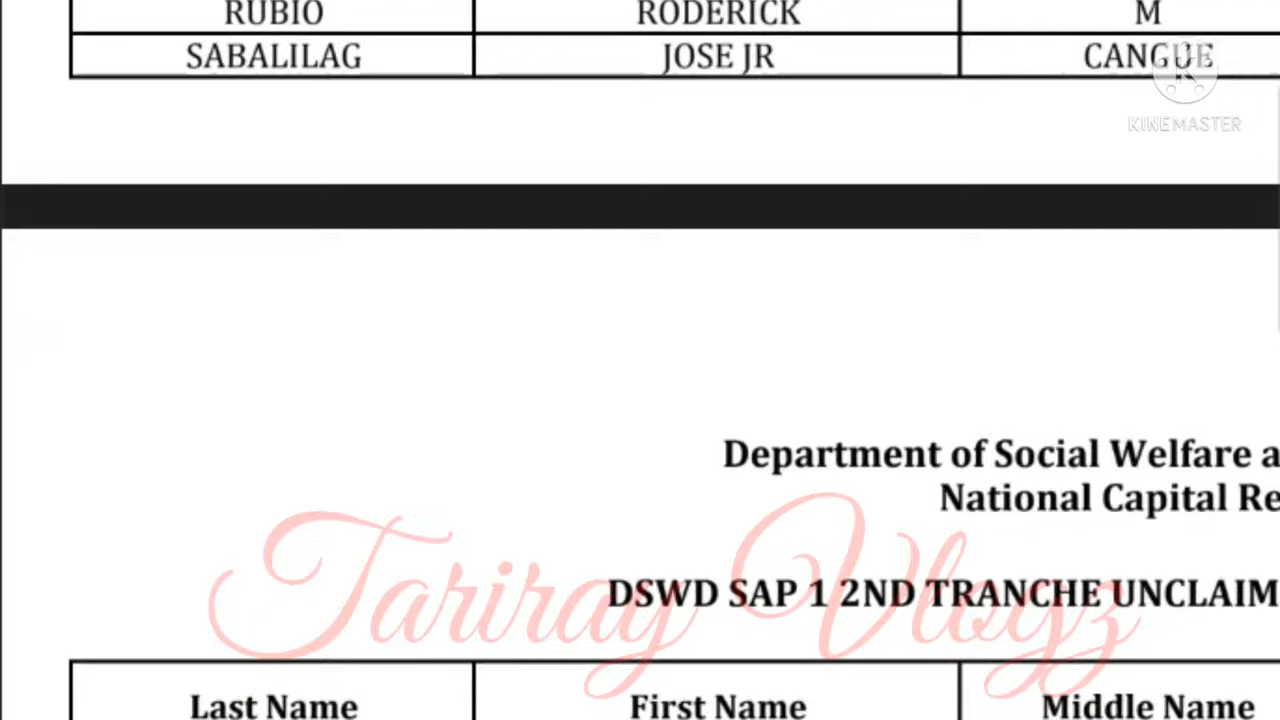 RUBIO RODERICK M
SABALILAG JOSE JR CANGUE
KINEMASTER
Department of Social Welfare a
National Capital Re
Tariray Vlogz
DSWD SAP 1 2ND TRANCHE UNCLAIM
Last Name First Name Middle Name